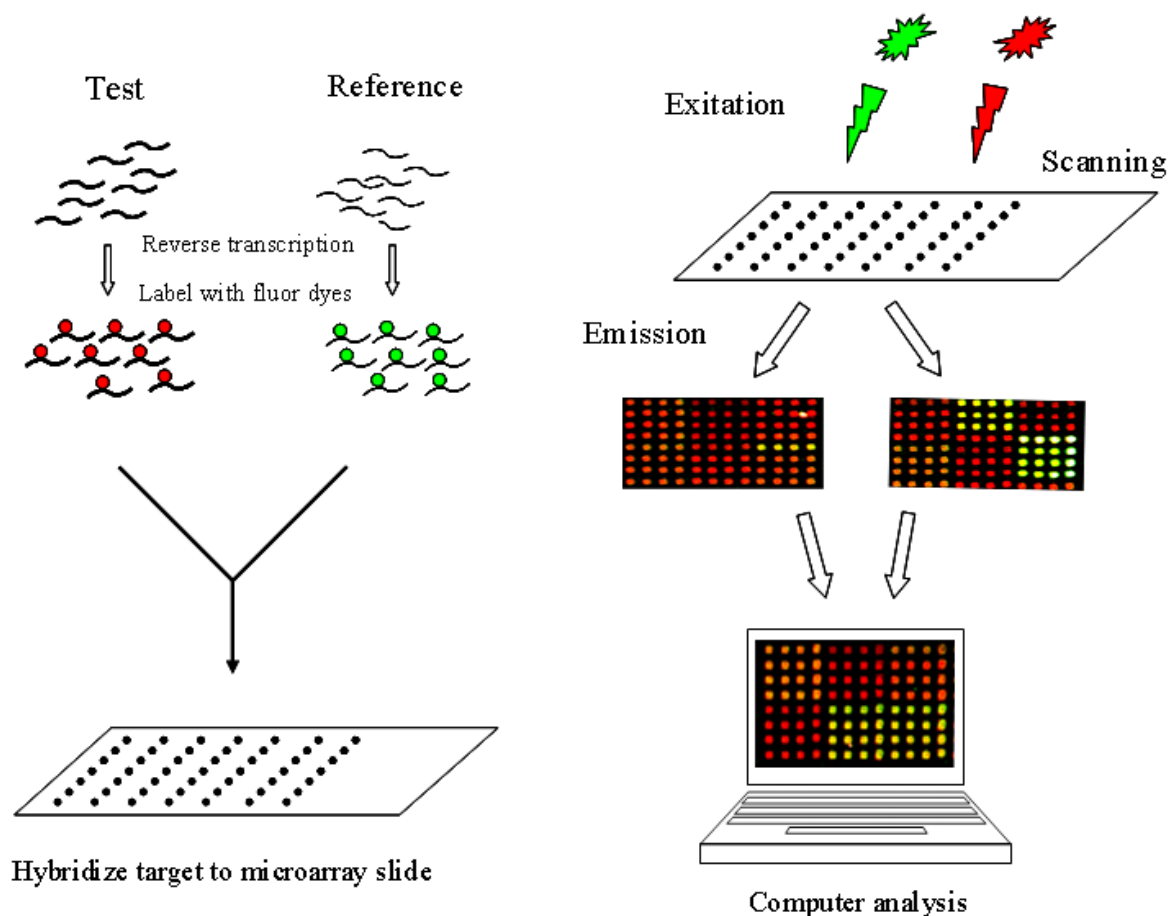 Test
Reference
Reverse transcription
Label with fluor dyes
Hybridize target to microarray slide
Exitation
Scanning
Emission
Computer analysis